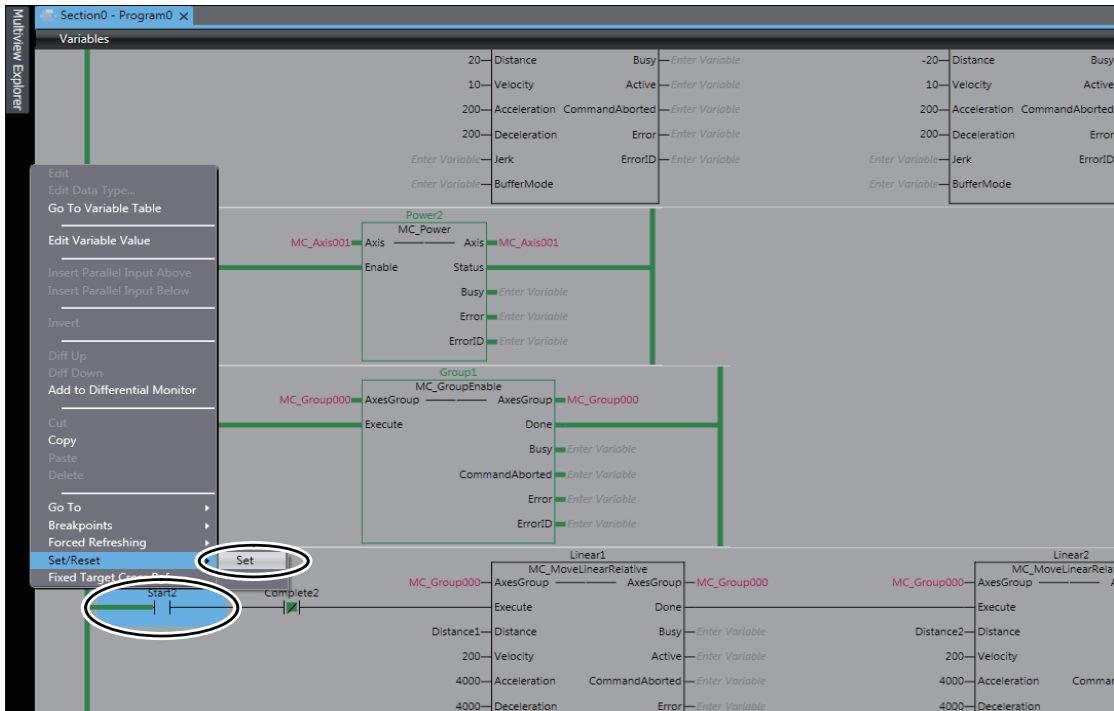 Multiview Explorer
Section0 - Program0 ×
Variables
20 Distance Busy Enter Variable -20 Distance Busy
10 Velocity Active Enter Variable 10 Velocity Active
200 Acceleration CommandAborted Enter Variable 200 Acceleration CommandAborted
200 Deceleration Error Enter Variable 200 Deceleration Error
Enter Variable Jerk ErrorID Enter Variable Enter Variable Jerk ErrorID
Enter Variable BufferMode Enter Variable BufferMode
Edit
Edit Data Type...
Go To Variable Table
Edit Variable Value
Insert Parallel Input Above
Insert Parallel Input Below
Invert
Diff Up
Diff Down
Add to Differential Monitor
Cut
Copy
Paste
Delete
Go To
Breakpoints
Forced Refreshing
Set/Reset
Set
Fixed Target
Power2
MC_Power
MC_Axis001 Axis Axis MC_Axis001
Enable Status
Busy Enter Variable
Error Enter Variable
ErrorID Enter Variable
Group1
MC_GroupEnable
MC_Group000 AxesGroup AxesGroup MC_Group000
Execute Done
Busy Enter Variable
CommandAborted Enter Variable
Error Enter Variable
ErrorID Enter Variable
Start2
Complete2
Linear1 Linear2
MC_MoveLinearRelative MC_MoveLinearRela
MC_Group000 AxesGroup AxesGroup MC_Group000 MC_Group000 AxesGroup
Execute Done Execute
Distance1 Distance Busy Enter Variable Distance2 Distance
200 Velocity Active Enter Variable 200 Velocity
4000 Acceleration CommandAborted Enter Variable 4000 Acceleration Comman
4000 Deceleration Error Enter Variable 4000 Deceleration